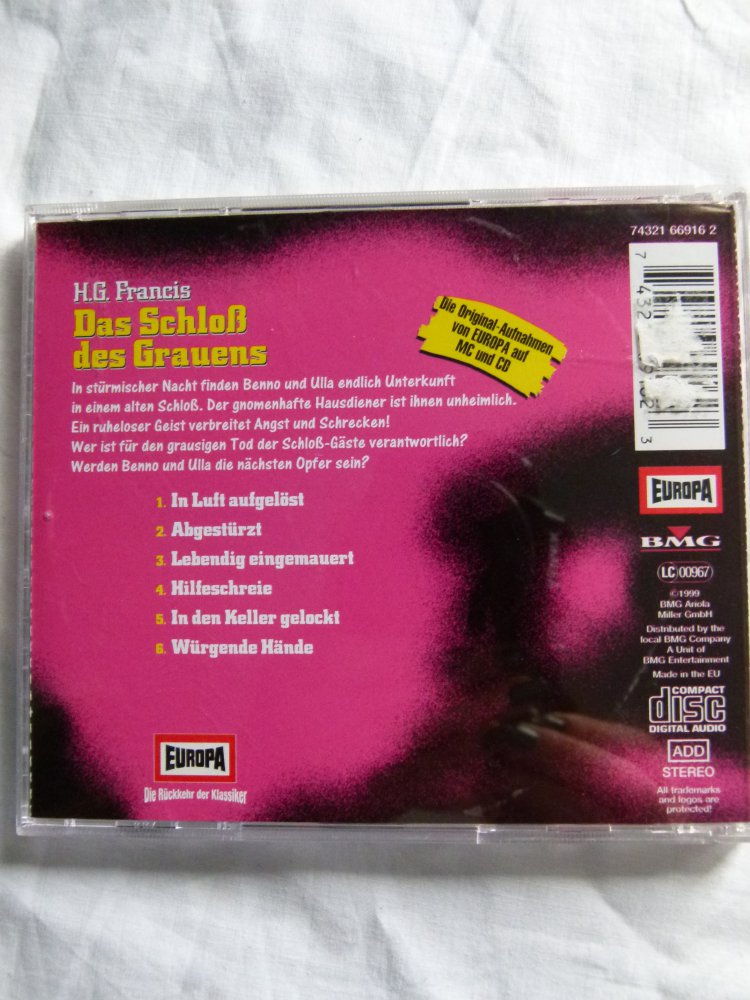 74321 66916 2
H.G. Francis
Das Schloß
des Grauens
Die Original-Aufnahmen
von EUROPA auf
MC und CD
In stürmischer Nacht finden Benno und Ulla endlich Unterkunft
in einem alten Schloß. Der gnomenhafte Hausdiener ist ihnen unheimlich.
Ein ruheloser Geist verbreitet Angst und Schrecken!
Wer ist für den grausigen Tod der Schloß-Gäste verantwortlich?
Werden Benno und Ulla die nächsten Opfer sein?
1. In Luft aufgelöst
2. Abgestürzt
3. Lebendig eingemauert
4. Hilfeschreie
5. In den Keller gelockt
6. Würgende Hände
EUROPA
Die Rückkehr der Klassiker
EUROPA
BMG
LC 00967
©1999
BMG Ariola
Miller GmbH
Distributed by the
local BMG Company
A Unit of
BMG Entertainment
Made in the EU
COMPACT
disc
DIGITAL AUDIO
ADD
STEREO
All trademarks
and logos are
protected!